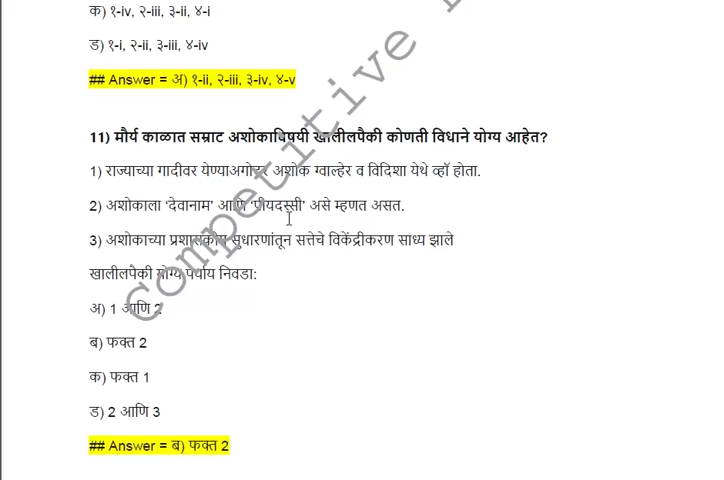 क) १-iv, २-iii, ३-ii, ४-i
ड) १-i, २-ii, ३-iii, ४-iv
## Answer = अ) १-ii, २-iii, ३-iv, ४-v
11) मौर्य काळात सम्राट अशोकाविषयी खालीलपैकी कोणती विधाने योग्य आहेत?
1) राज्याच्या गादीवर येण्याअगोदर अशोक ग्वाल्हेर व विदिशा येथे व्हॉ होता.
2) अशोकाला 'देवानाम' आणि 'पीयदस्सी' असे म्हणत असत.
3) अशोकाच्या प्रशासकीय सुधारणांतून सत्तेचे विकेंद्रीकरण साध्य झाले
खालीलपैकी योग्य पर्याय निवडा:
अ) 1 आणि 2
ब) फक्त 2
क) फक्त 1
ड) 2 आणि 3
## Answer = ब) फक्त 2
Competitive